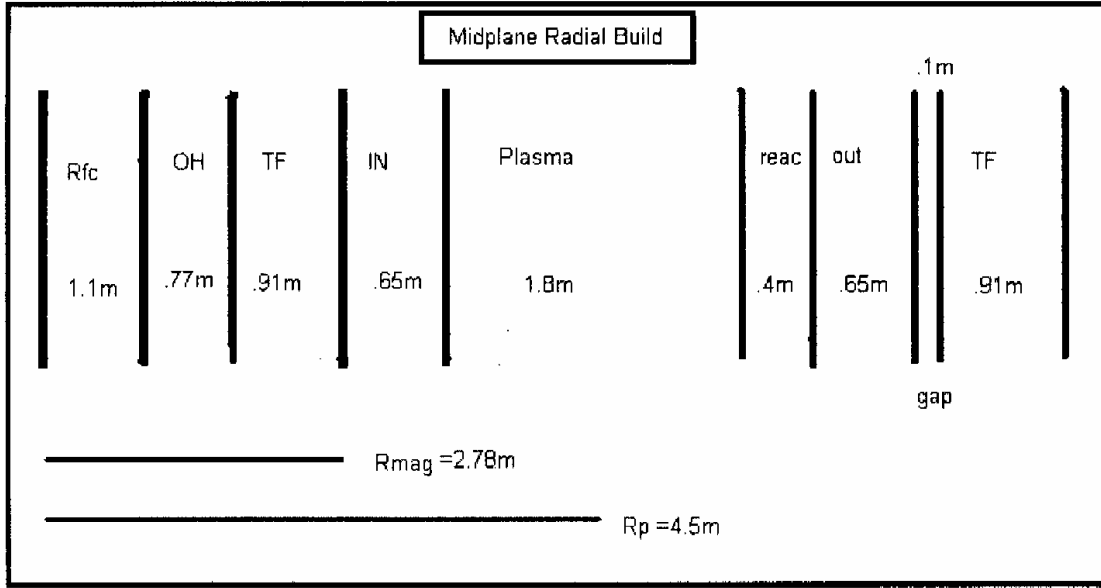 Midplane Radial Build
.1m
Rfc
OH
TF
IN
Plasma
reac
out
TF
1.1m
.77m
.91m
.65m
1.8m
.4m
.65m
.91m
gap
Rmag =2.78m
Rp =4.5m